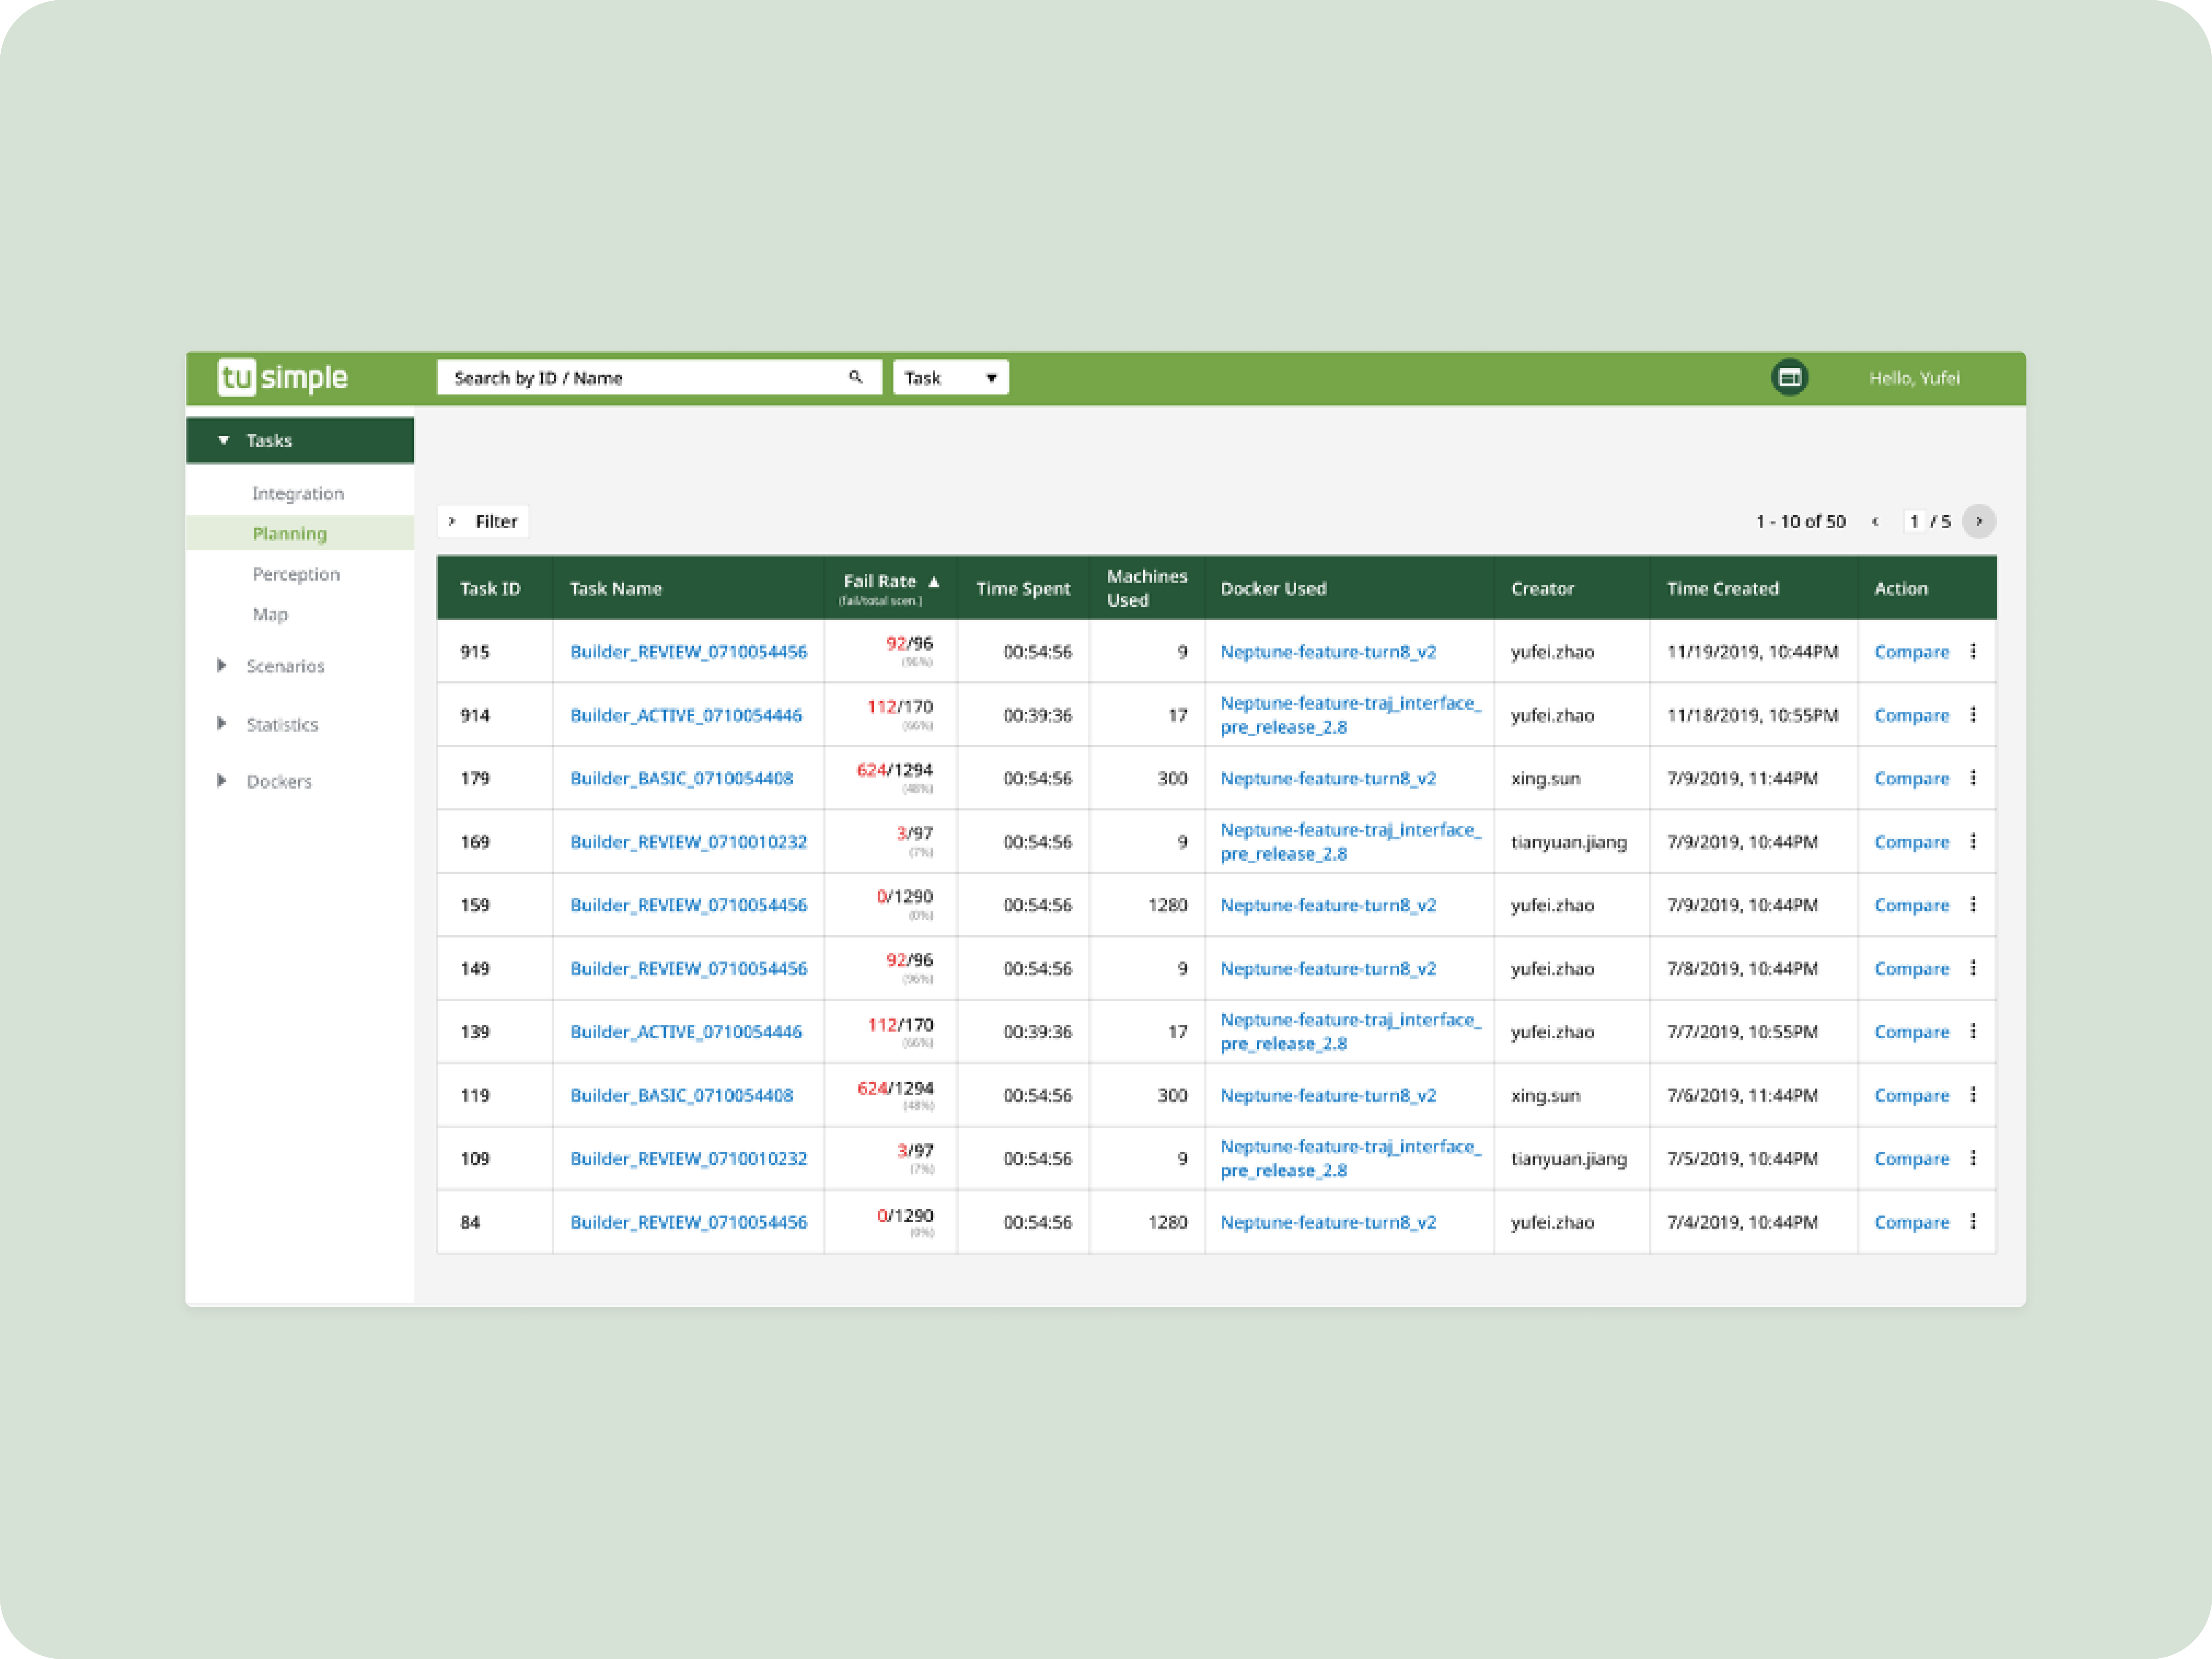 tu simple
Search by ID / Name
Task
Hello, Yufei
Tasks
Integration
Planning
Perception
Map
Scenarios
Statistics
Dockers
Filter
1 - 10 of 50
1 / 5
Task ID Task Name Fail Rate Time Spent Machines Used Docker Used Creator Time Created Action
(fail/total scen.)
915 Builder_REVIEW_0710054456 92/96 00:54:56 9 Neptune-feature-turn8_v2 yufei.zhao 11/19/2019, 10:44PM Compare
(96%)
914 Builder_ACTIVE_0710054446 112/170 00:39:36 17 Neptune-feature-traj_interface_ yufei.zhao 11/18/2019, 10:55PM Compare
(66%) pre_release_2.8
179 Builder_BASIC_0710054408 624/1294 00:54:56 300 Neptune-feature-turn8_v2 xing.sun 7/9/2019, 11:44PM Compare
(48%)
169 Builder_REVIEW_0710010232 3/97 00:54:56 9 Neptune-feature-traj_interface_ tianyuan.jiang 7/9/2019, 10:44PM Compare
(7%) pre_release_2.8
159 Builder_REVIEW_0710054456 0/1290 00:54:56 1280 Neptune-feature-turn8_v2 yufei.zhao 7/9/2019, 10:44PM Compare
(0%)
149 Builder_REVIEW_0710054456 92/96 00:54:56 9 Neptune-feature-turn8_v2 yufei.zhao 7/8/2019, 10:44PM Compare
(96%)
139 Builder_ACTIVE_0710054446 112/170 00:39:36 17 Neptune-feature-traj_interface_ yufei.zhao 7/7/2019, 10:55PM Compare
(66%) pre_release_2.8
119 Builder_BASIC_0710054408 624/1294 00:54:56 300 Neptune-feature-turn8_v2 xing.sun 7/6/2019, 11:44PM Compare
(48%)
109 Builder_REVIEW_0710010232 3/97 00:54:56 9 Neptune-feature-traj_interface_ tianyuan.jiang 7/5/2019, 10:44PM Compare
(7%) pre_release_2.8
84 Builder_REVIEW_0710054456 0/1290 00:54:56 1280 Neptune-feature-turn8_v2 yufei.zhao 7/4/2019, 10:44PM Compare
(0%)